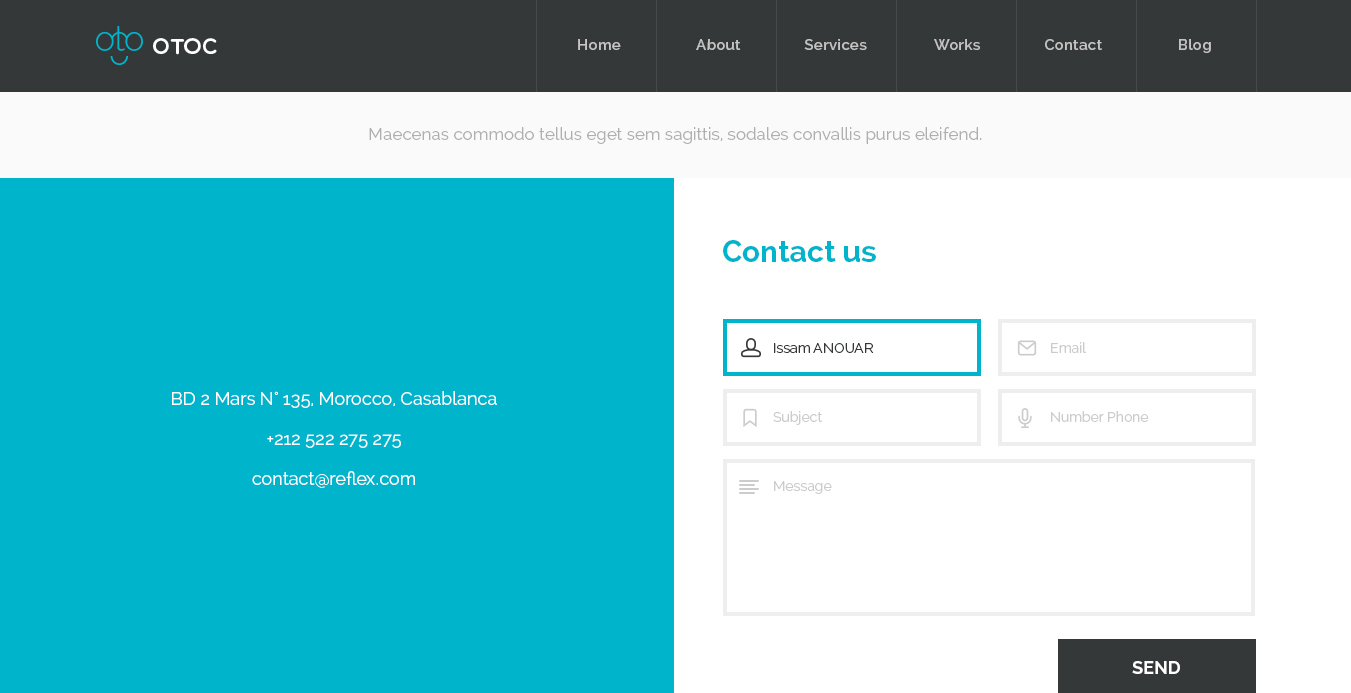 oto OTOC
Home
About
Services
Works
Contact
Blog
Maecenas commodo tellus eget sem sagittis, sodales convallis purus eleifend.
BD 2 Mars N° 135, Morocco, Casablanca
+212 522 275 275
contact@reflex.com
Contact us
Issam ANOUAR
Email
Subject
Number Phone
Message
SEND